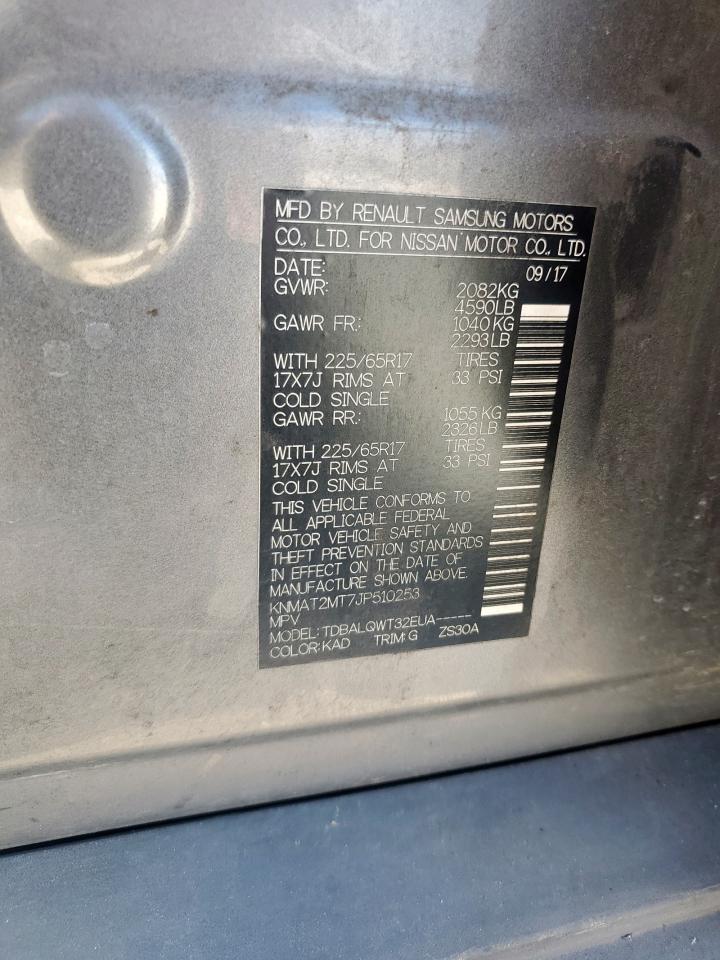 MFD BY RENAULT SAMSUNG MOTORS
CO., LTD. FOR NISSAN MOTOR CO., LTD.
DATE: 09/17
GVWR: 2082KG
4590LB
GAWR FR: 1040KG
2293LB
WITH 225/65R17 TIRES
17X7J RIMS AT 33 PSI
COLD SINGLE
GAWR RR: 1055KG
2326LB
WITH 225/65R17 TIRES
17X7J RIMS AT 33 PSI
COLD SINGLE
THIS VEHICLE CONFORMS TO
ALL APPLICABLE FEDERAL
MOTOR VEHICLE SAFETY AND
THEFT PREVENTION STANDARDS
IN EFFECT ON THE DATE OF
MANUFACTURE SHOWN ABOVE.
KNMAT2MT7JP510253
MPV
MODEL: TDBALQWT32EUA-----
COLOR: KAD TRIM: G ZS30A